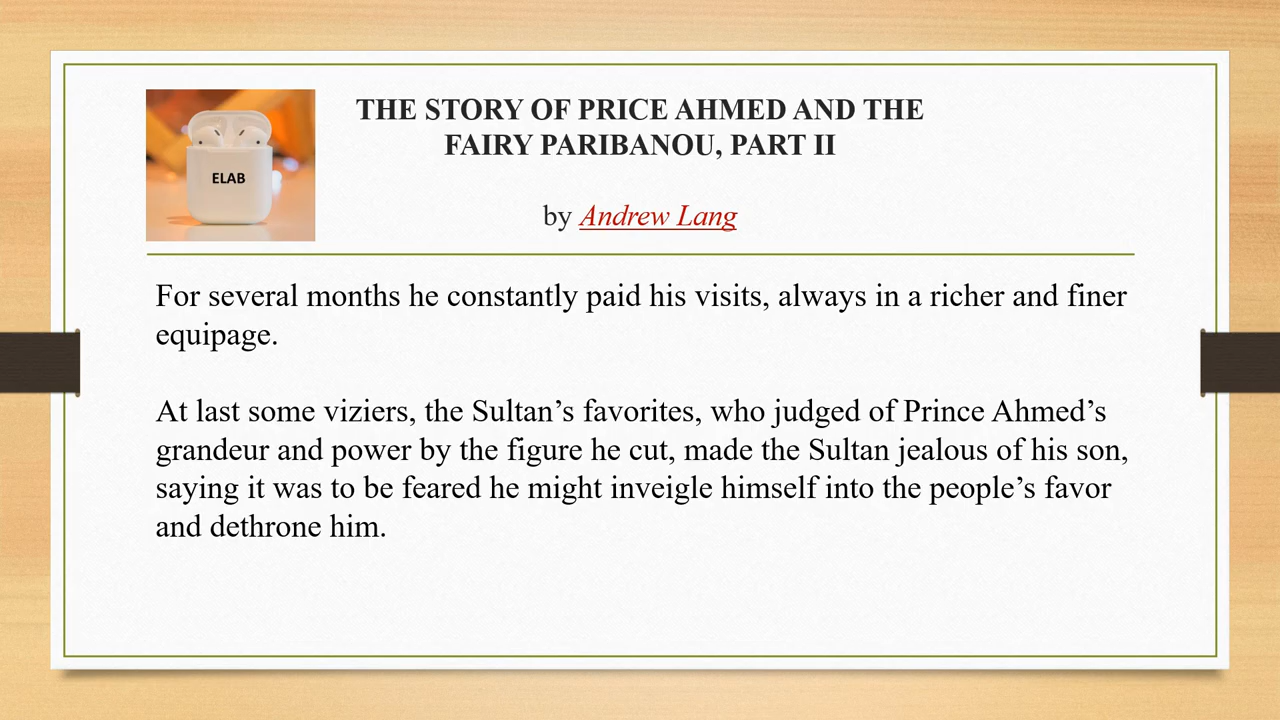 ELAB
THE STORY OF PRICE AHMED AND THE
FAIRY PARIBANOU, PART II
by Andrew Lang
For several months he constantly paid his visits, always in a richer and finer
equipage.
At last some viziers, the Sultan’s favorites, who judged of Prince Ahmed’s
grandeur and power by the figure he cut, made the Sultan jealous of his son,
saying it was to be feared he might inveigle himself into the people’s favor
and dethrone him.